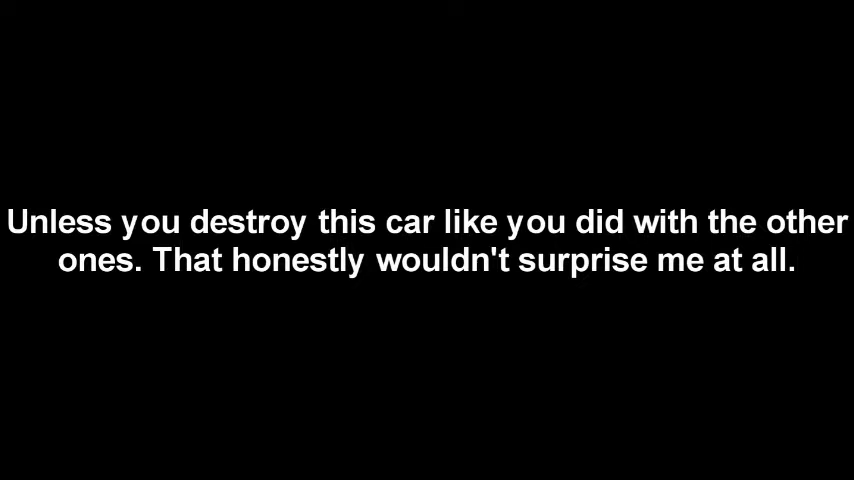 Unless you destroy this car like you did with the other
ones. That honestly wouldn't surprise me at all.